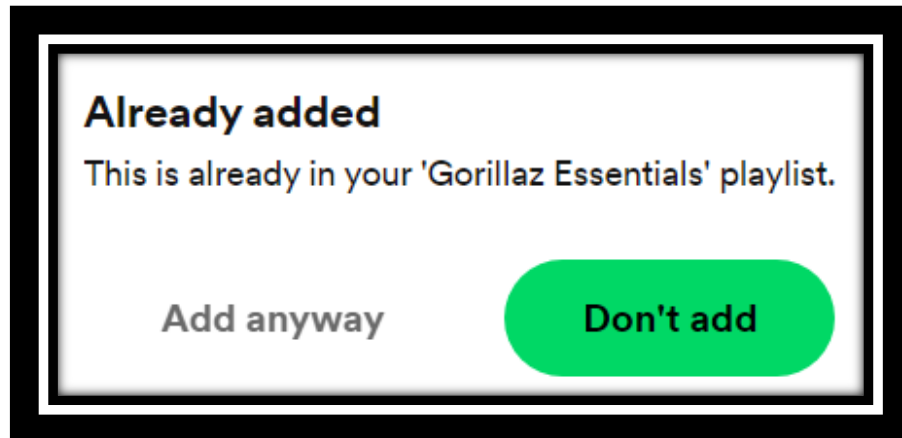 Already added
This is already in your 'Gorillaz Essentials' playlist.
Add anyway
Don't add